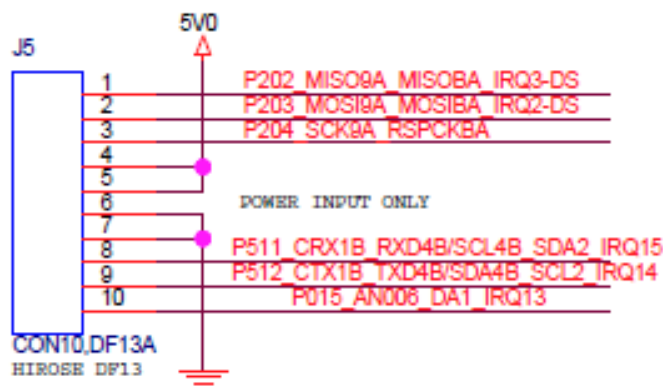 5V0
J5
1 P202_MISO9A_MISOBA_IRQ3-DS
2 P203_MOSI9A_MOSIBA_IRQ2-DS
3 P204_SCK9A_RSPCKBA
4
5
6 POWER INPUT ONLY
7
8 P511_CRX1B_RXD4B/SCL4B_SDA2_IRQ15
9 P512_CTX1B_TXD4B/SDA4B_SCL2_IRQ14
10 P015_AN006_DA1_IRQ13
CON10,DF13A
HIROSE DF13